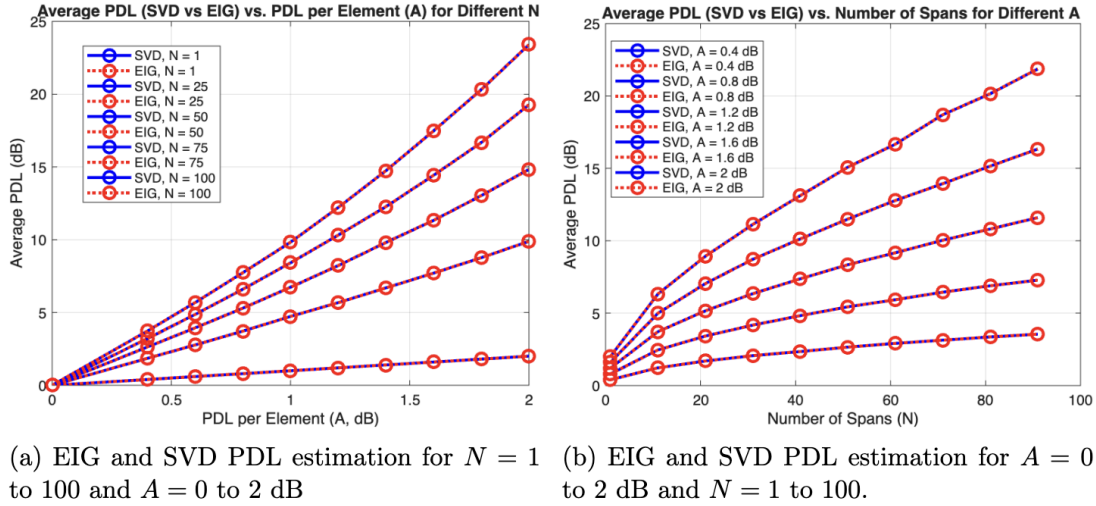 Average PDL (SVD vs EIG) vs. PDL per Element (A) for Different N
25
20
15
10
5
0
Average PDL (dB)
SVD, N = 1
EIG, N = 1
SVD, N = 25
EIG, N = 25
SVD, N = 50
EIG, N = 50
SVD, N = 75
EIG, N = 75
SVD, N = 100
EIG, N = 100
0
0.5
1
1.5
2
PDL per Element (A, dB)
Average PDL (SVD vs EIG) vs. Number of Spans for Different A
25
20
15
10
5
0
Average PDL (dB)
SVD, A = 0.4 dB
EIG, A = 0.4 dB
SVD, A = 0.8 dB
EIG, A = 0.8 dB
SVD, A = 1.2 dB
EIG, A = 1.2 dB
SVD, A = 1.6 dB
EIG, A = 1.6 dB
SVD, A = 2 dB
EIG, A = 2 dB
0
20
40
60
80
100
Number of Spans (N)
(a) EIG and SVD PDL estimation for N = 1
to 100 and A = 0 to 2 dB
(b) EIG and SVD PDL estimation for A = 0
to 2 dB and N = 1 to 100.